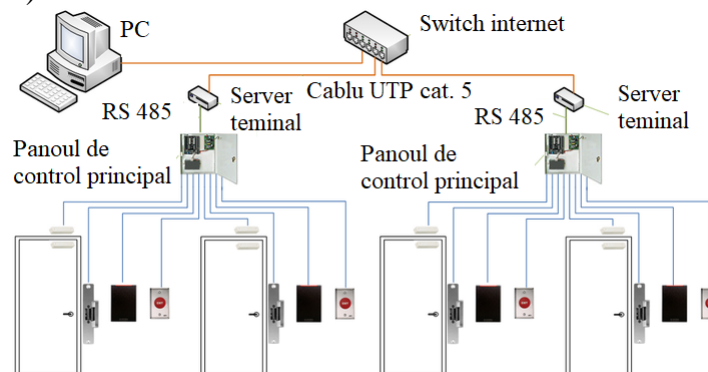 PC
Switch internet
Cablu UTP cat. 5
RS 485
Server
teminal
RS 485
Server
teminal
Panoul de
control principal
Panoul de
control principal